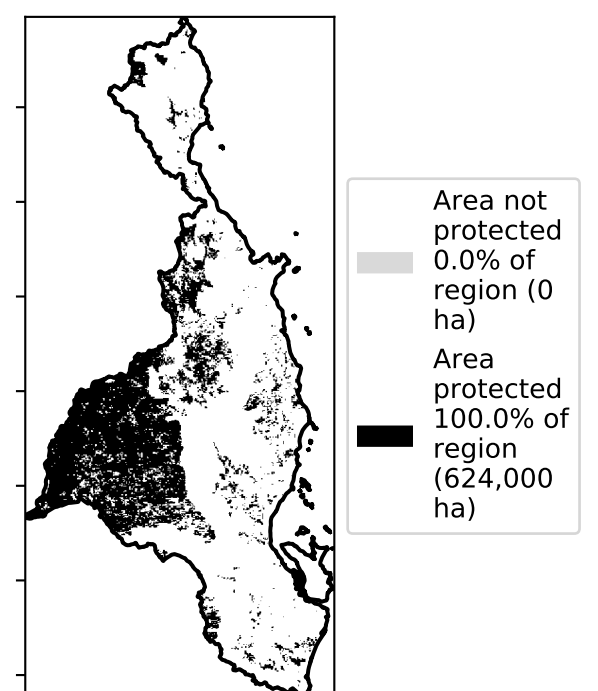 Area not
protected
0.0% of
region (0
ha)
Area
protected
100.0% of
region
(624,000
ha)